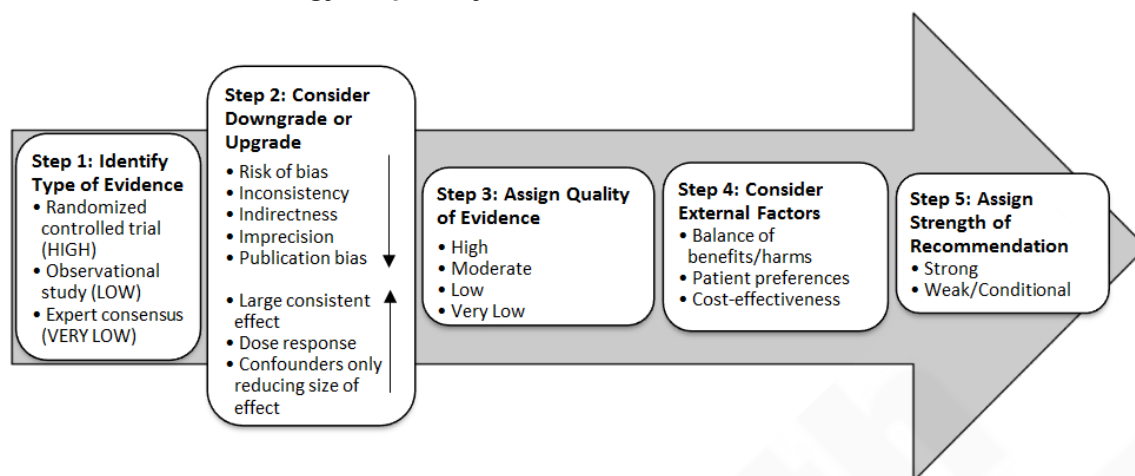 Step 1: Identify
Type of Evidence
• Randomized
controlled trial
(HIGH)
• Observational
study (LOW)
• Expert consensus
(VERY LOW)
Step 2: Consider
Downgrade or
Upgrade
• Risk of bias
• Inconsistency
• Indirectness
• Imprecision
• Publication bias
• Large consistent
effect
• Dose response
• Confounders only
reducing size of
effect
Step 3: Assign Quality
of Evidence
• High
• Moderate
• Low
• Very Low
Step 4: Consider
External Factors
• Balance of
benefits/harms
• Patient preferences
• Cost-effectiveness
Step 5: Assign
Strength of
Recommendation
• Strong
• Weak/Conditional